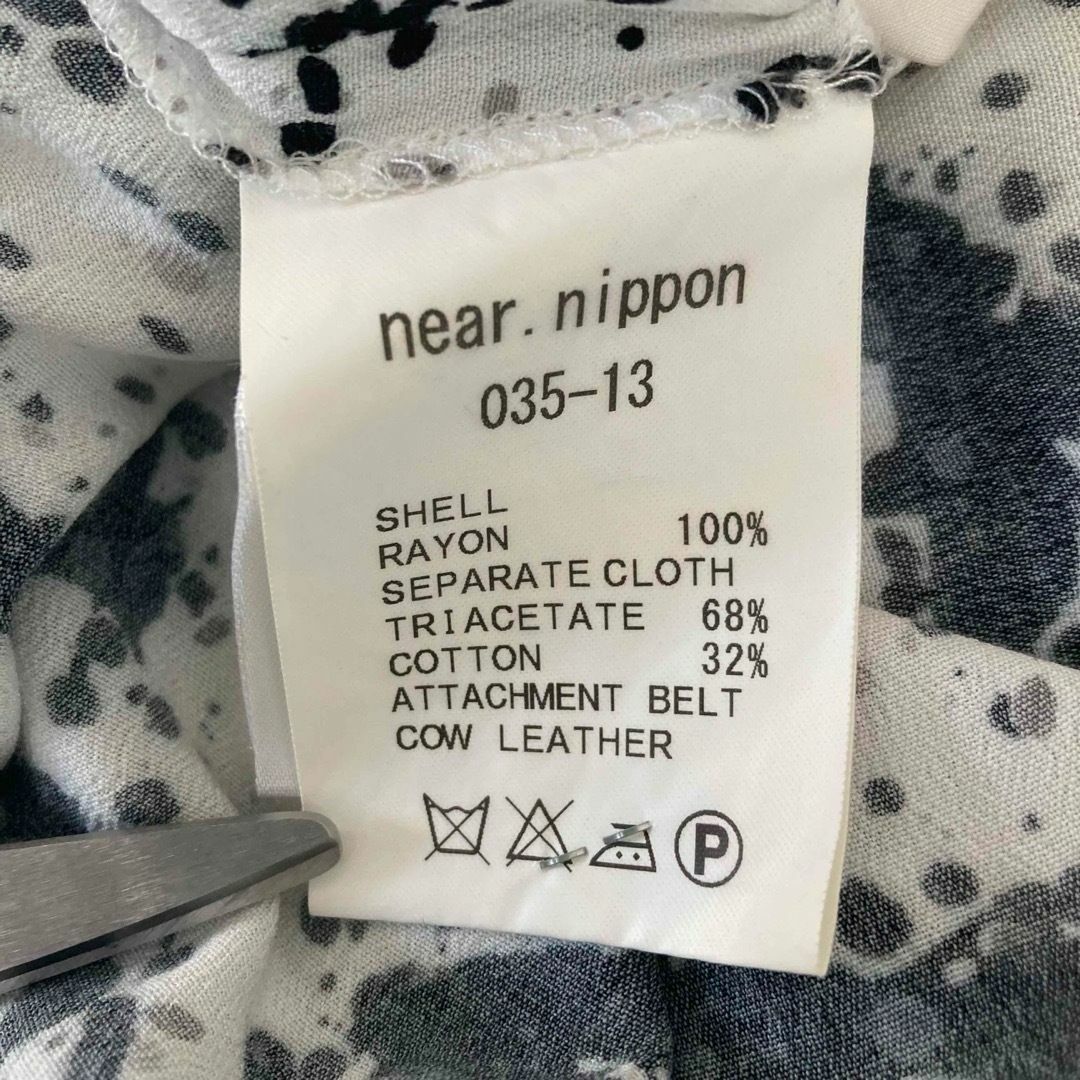 near.nippon
035-13
SHELL
RAYON 100%
SEPARATE CLOTH
TRIACETATE 68%
COTTON 32%
ATTACHMENT BELT
COW LEATHER
P